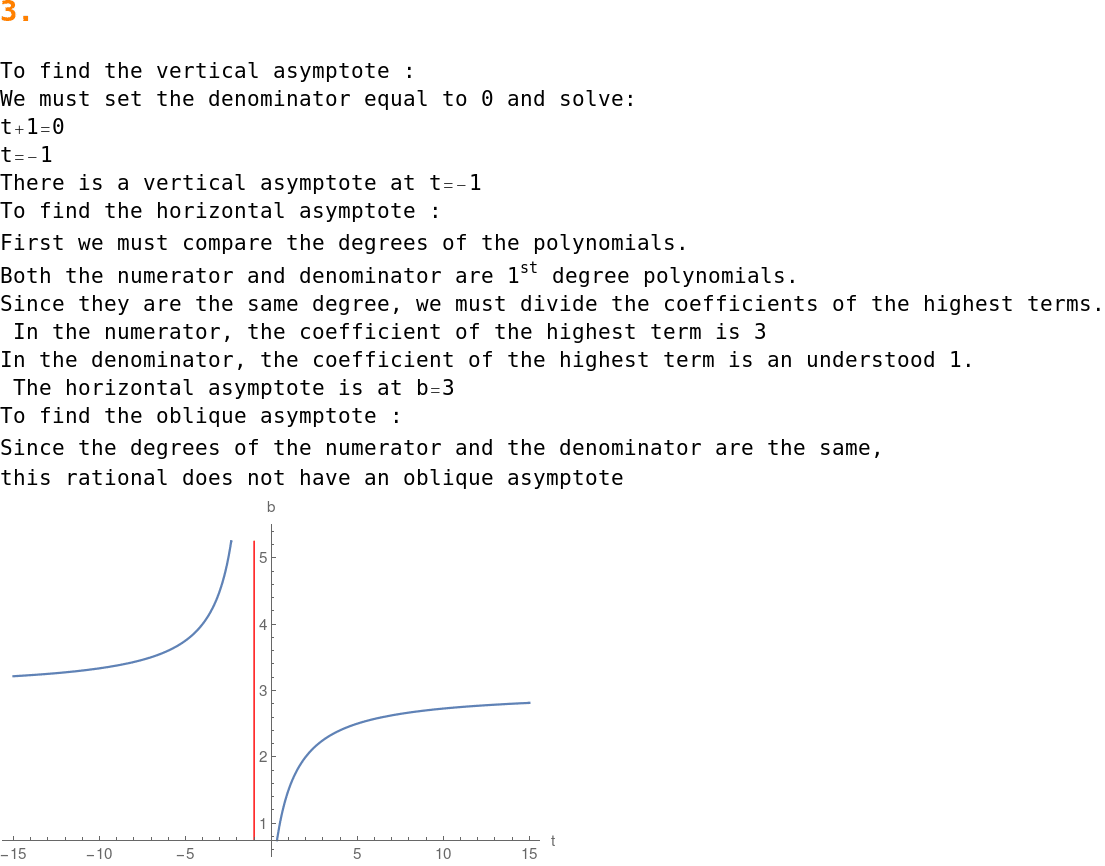 3.
To find the vertical asymptote :
We must set the denominator equal to 0 and solve:
t+1=0
t=-1
There is a vertical asymptote at t=-1
To find the horizontal asymptote :
First we must compare the degrees of the polynomials.
Both the numerator and denominator are 1st degree polynomials.
Since they are the same degree, we must divide the coefficients of the highest terms.
In the numerator, the coefficient of the highest term is 3
In the denominator, the coefficient of the highest term is an understood 1.
The horizontal asymptote is at b=3
To find the oblique asymptote :
Since the degrees of the numerator and the denominator are the same,
this rational does not have an oblique asymptote
b
5
4
3
2
1
t
-15 -10 -5 5 10 15